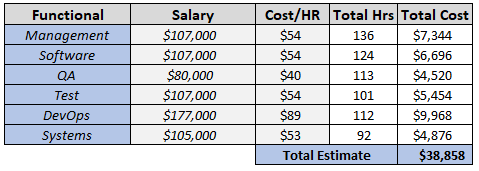 Functional Salary Cost/HR Total Hrs Total Cost
Management $107,000 $54 136 $7,344
Software $107,000 $54 124 $6,696
QA $80,000 $40 113 $4,520
Test $107,000 $54 101 $5,454
DevOps $177,000 $89 112 $9,968
Systems $105,000 $53 92 $4,876
Total Estimate $38,858